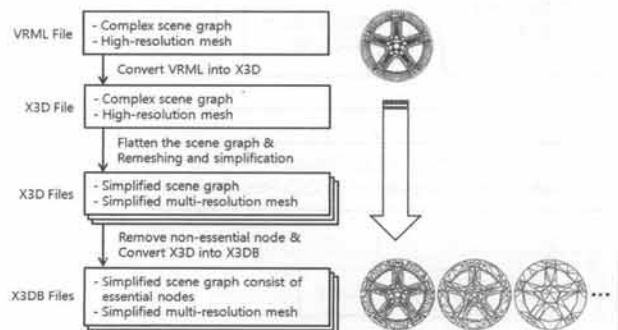 VRML File
- Complex scene graph
- High-resolution mesh
Convert VRML into X3D
X3D File
- Complex scene graph
- High-resolution mesh
Flatten the scene graph &
Remeshing and simplification
X3D Files
- Simplified scene graph
- Simplified multi-resolution mesh
Remove non-essential node &
Convert X3D into X3DB
X3DB Files
- Simplified scene graph consist of
essential nodes
- Simplified multi-resolution mesh
...